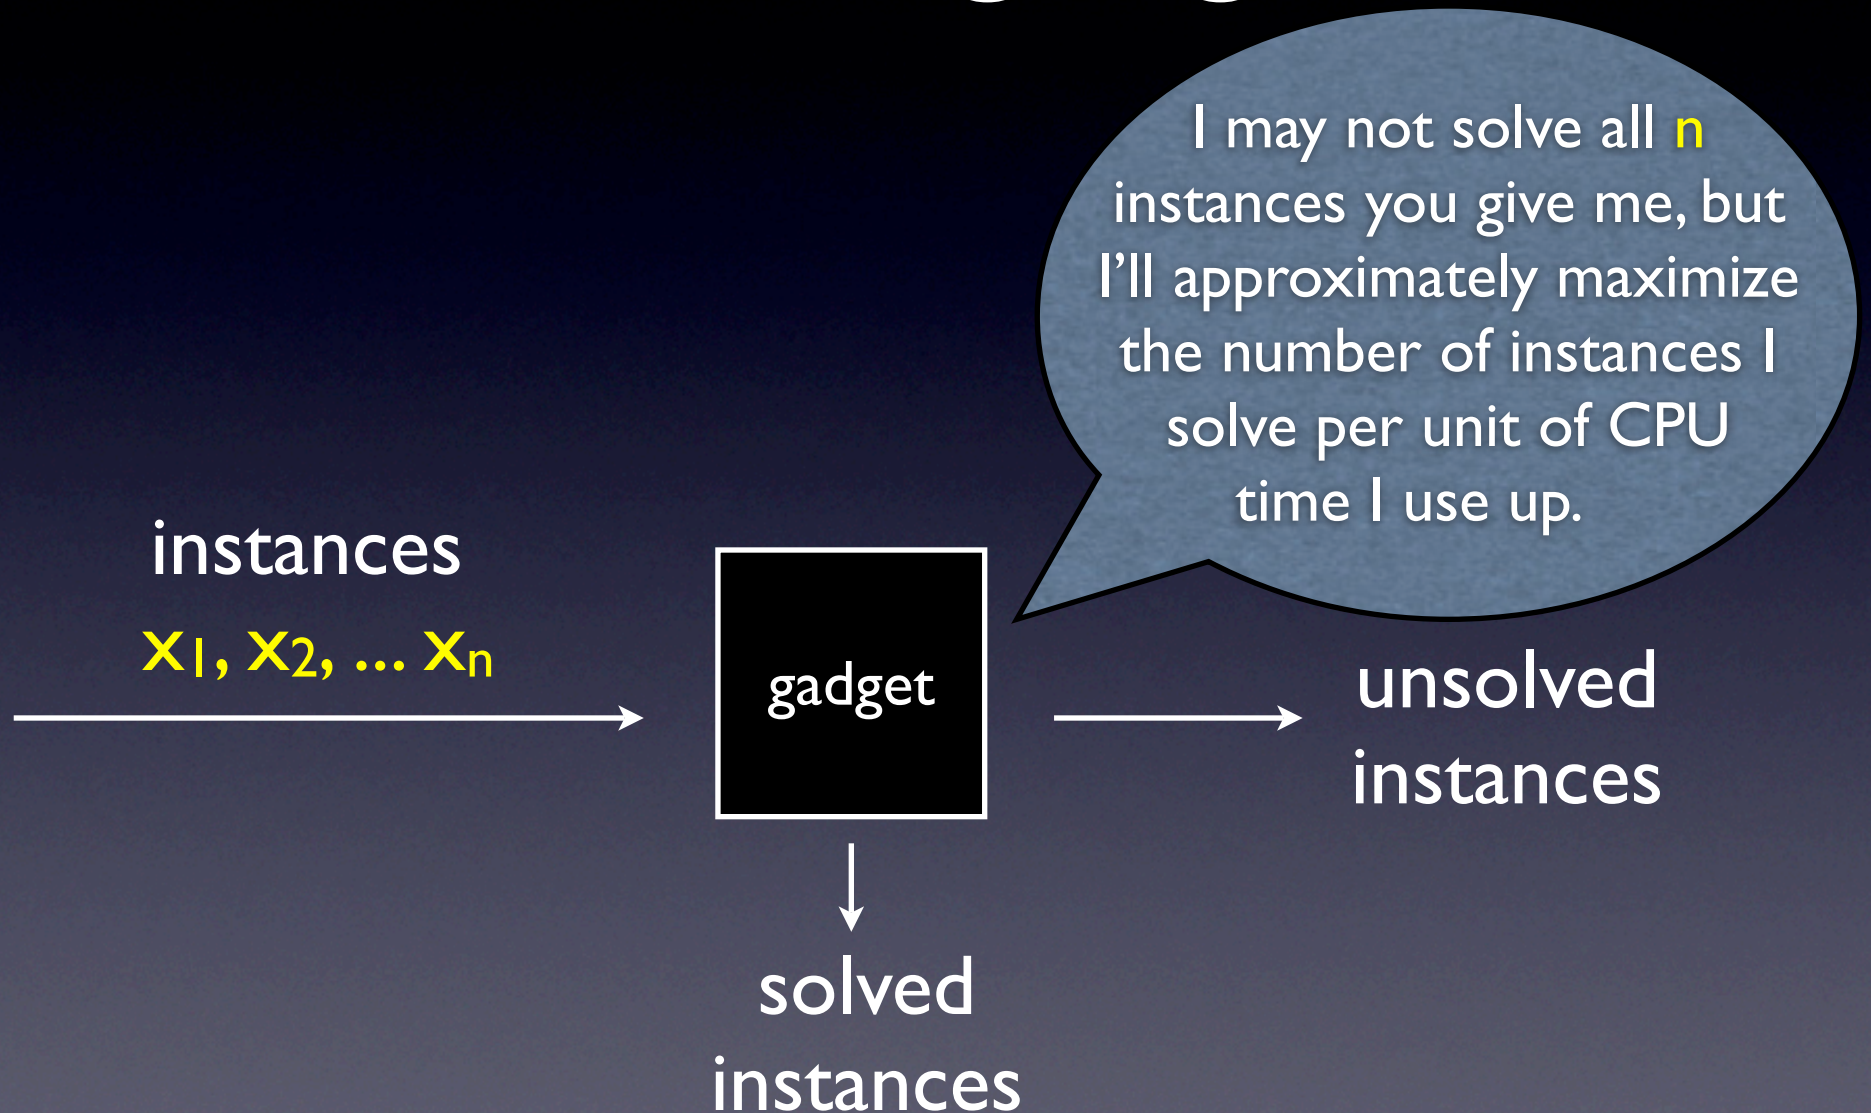 I may not solve all n
instances you give me, but
I'll approximately maximize
the number of instances I
solve per unit of CPU
time I use up.
instances
x1, x2, ... xn
gadget
unsolved
instances
solved
instances